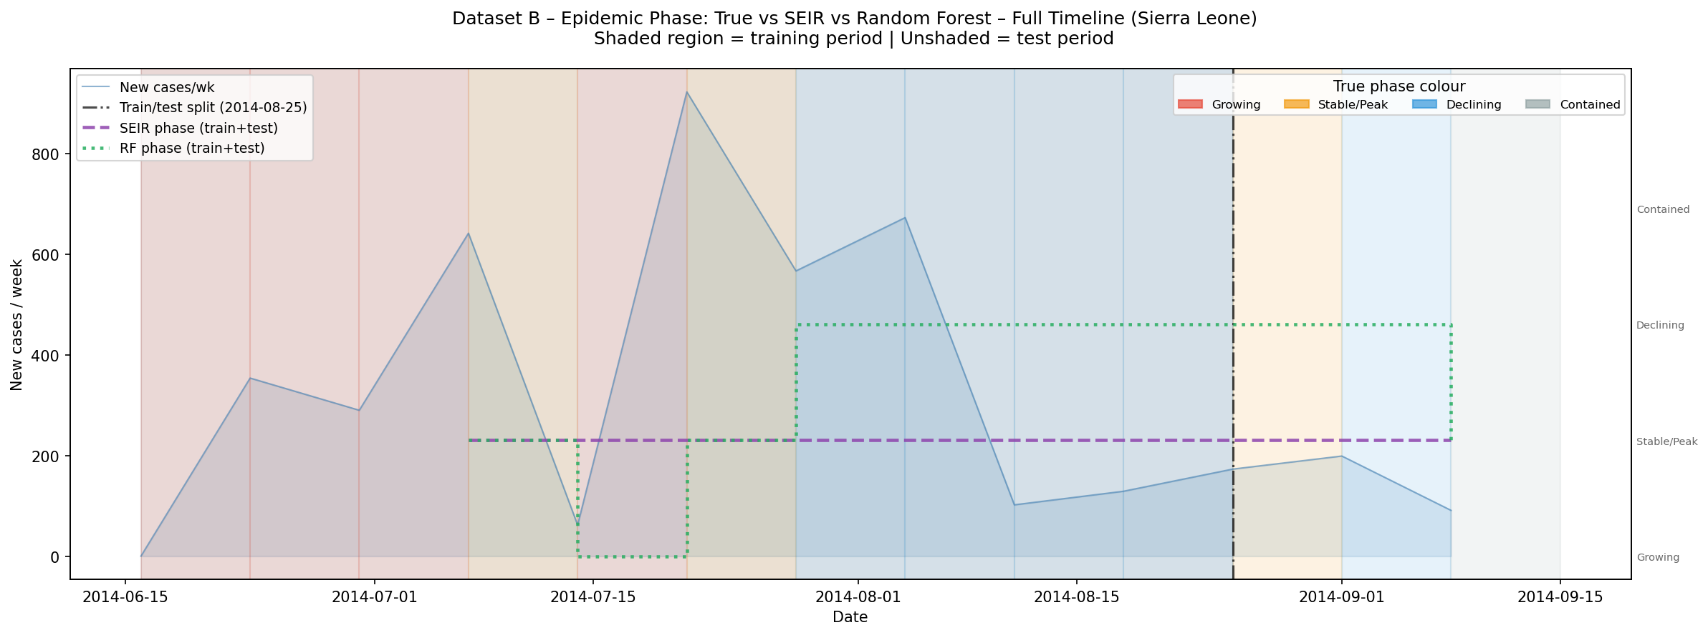 Dataset B – Epidemic Phase: True vs SEIR vs Random Forest – Full Timeline (Sierra Leone)
Shaded region = training period | Unshaded = test period
New cases/wk
Train/test split (2014-08-25)
SEIR phase (train+test)
RF phase (train+test)
True phase colour
Growing
Stable/Peak
Declining
Contained
New cases / week
800
600
400
200
0
Contained
Declining
Stable/Peak
Growing
2014-06-15
2014-07-01
2014-07-15
2014-08-01
2014-08-15
2014-09-01
2014-09-15
Date